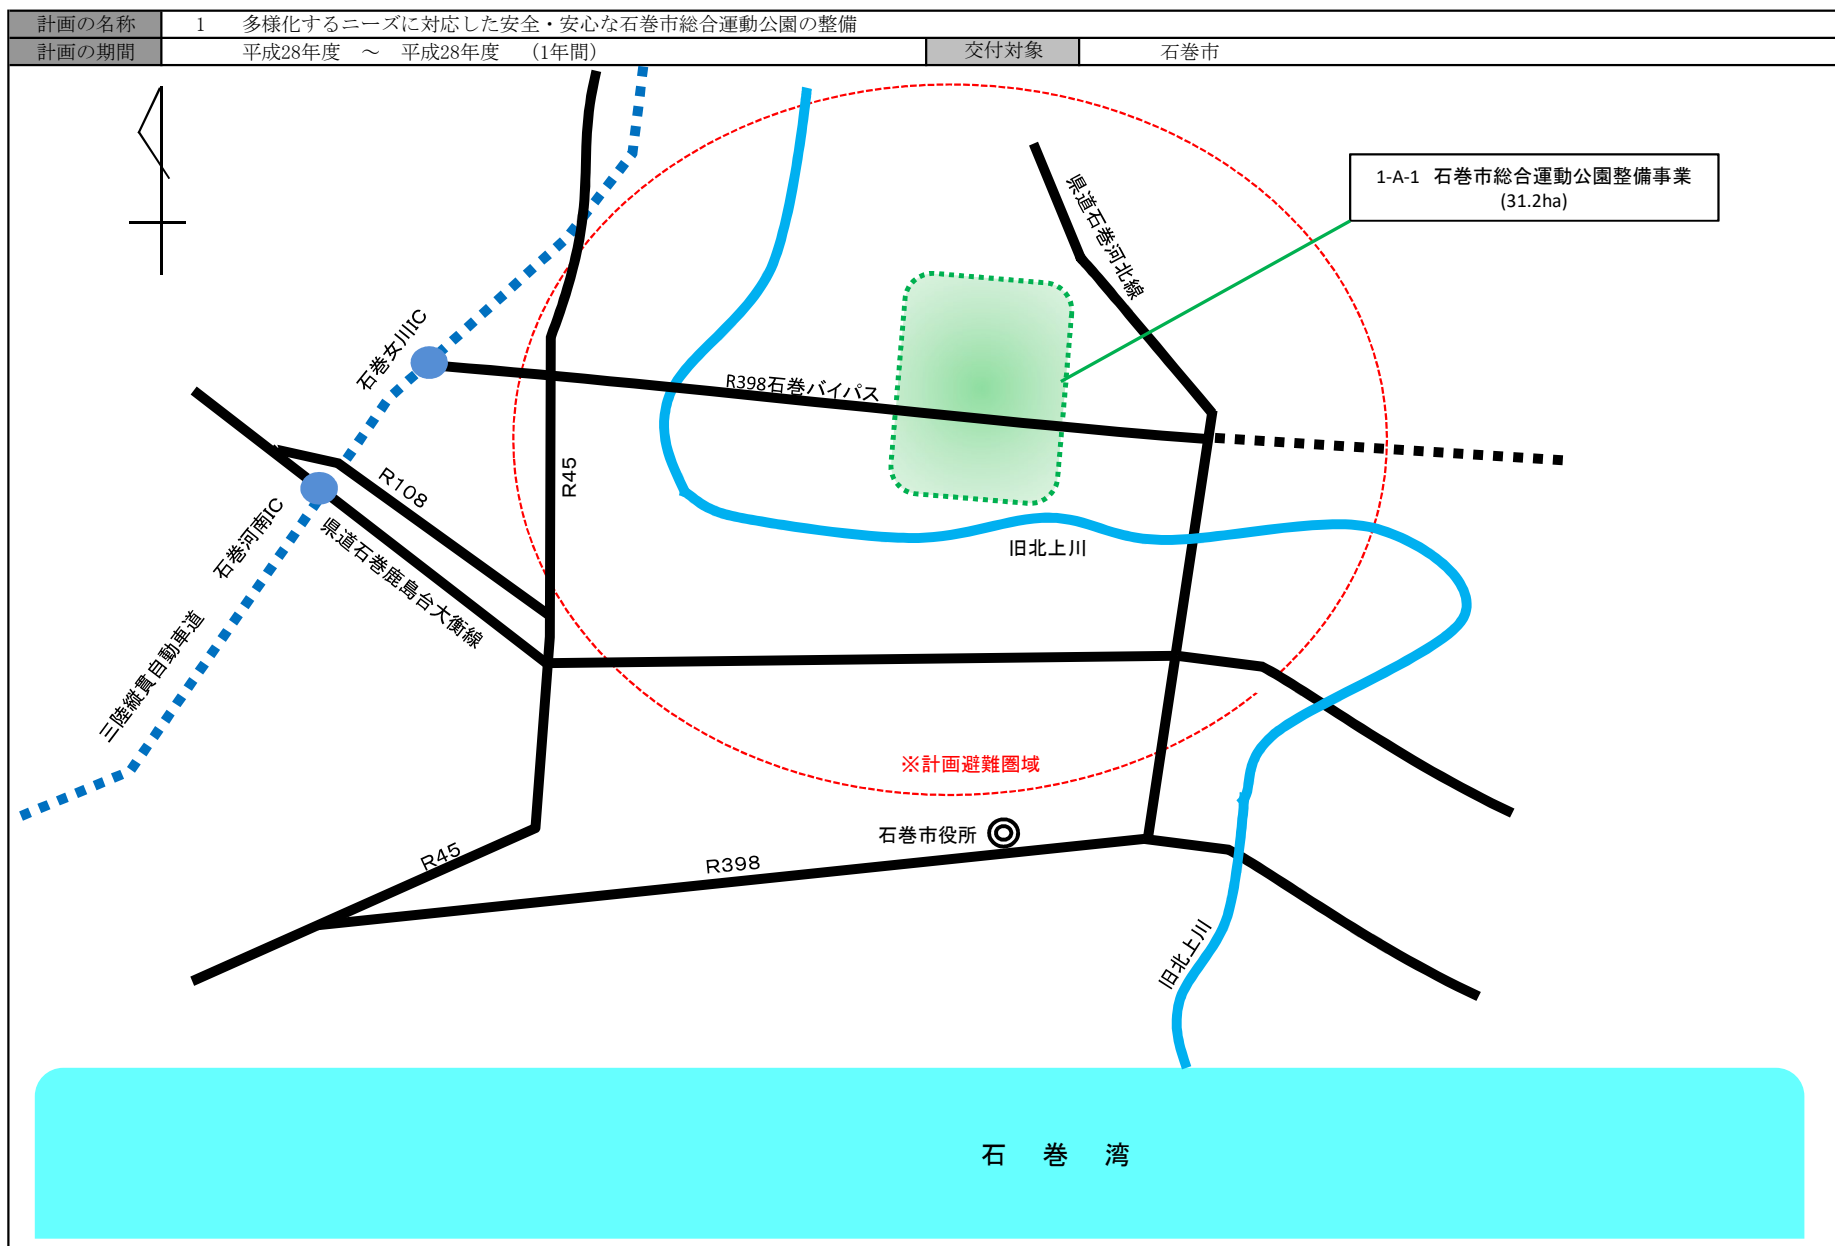 計画の名称 1 多様化するニーズに対応した安全・安心な石巻市総合運動公園の整備
計画の期間 平成28年度 ～ 平成28年度 (1年間) 交付対象 石巻市
1-A-1 石巻市総合運動公園整備事業
(31.2ha)
県道石巻河北線
石巻女川IC
R398石巻バイパス
R45
R108
石巻河南IC
県道石巻鹿島台大衡線
旧北上川
三陸縦貫自動車道
※計画避難圏域
石巻市役所
R45
R398
旧北上川
石 巻 湾